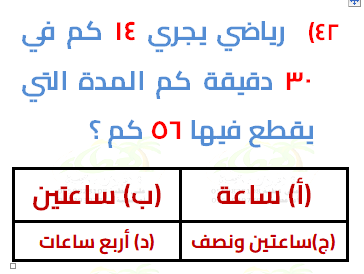 ٤٢) رياضي يجري ١٤ كم في
٣٠ دقيقة كم المدة التي
يقطع فيها ٥٦ كم ؟
(أ) ساعة (ب) ساعتين
(ج)ساعتين ونصف (د) أربع ساعات